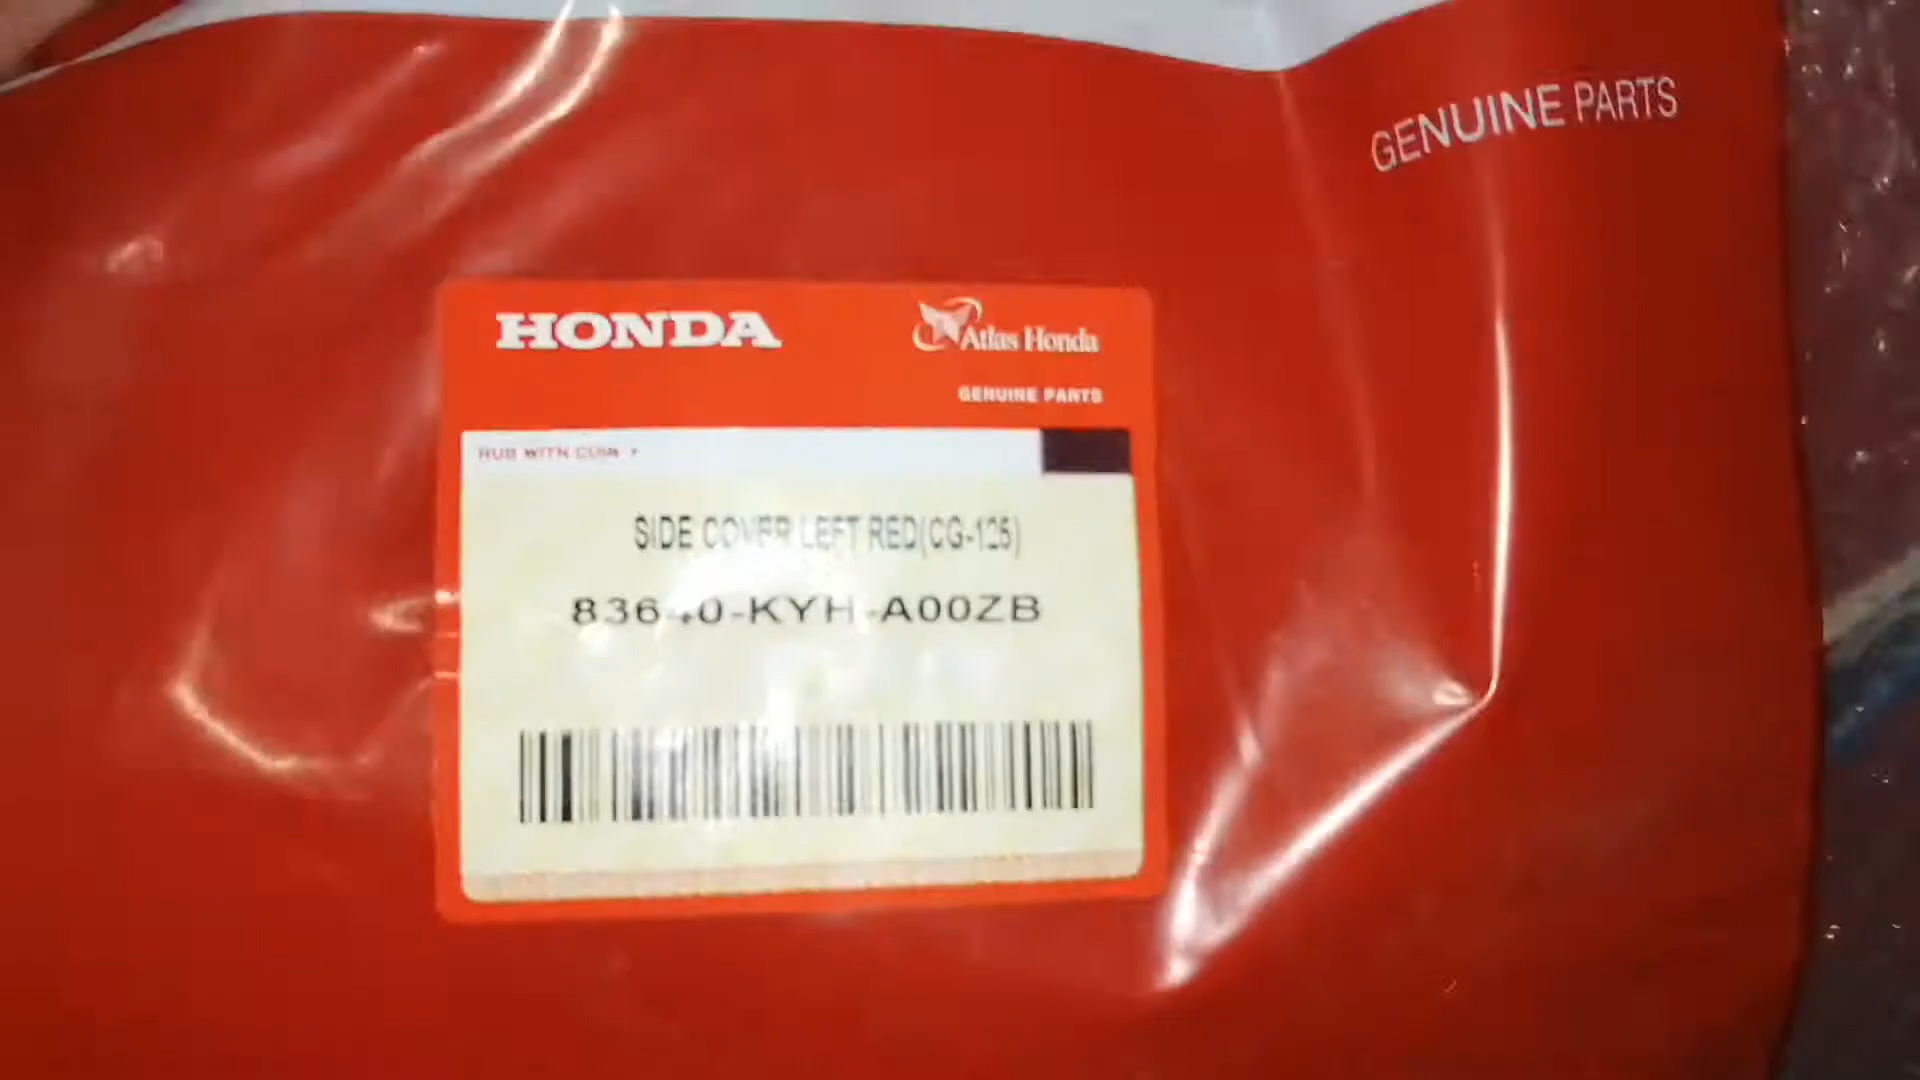 GENUINE PARTS
HONDA
Atlas Honda
GENUINE PARTS
RUB WITH COIN
SIDE COVER LEFT RED(CG-125)
83640-KYH-A00ZB